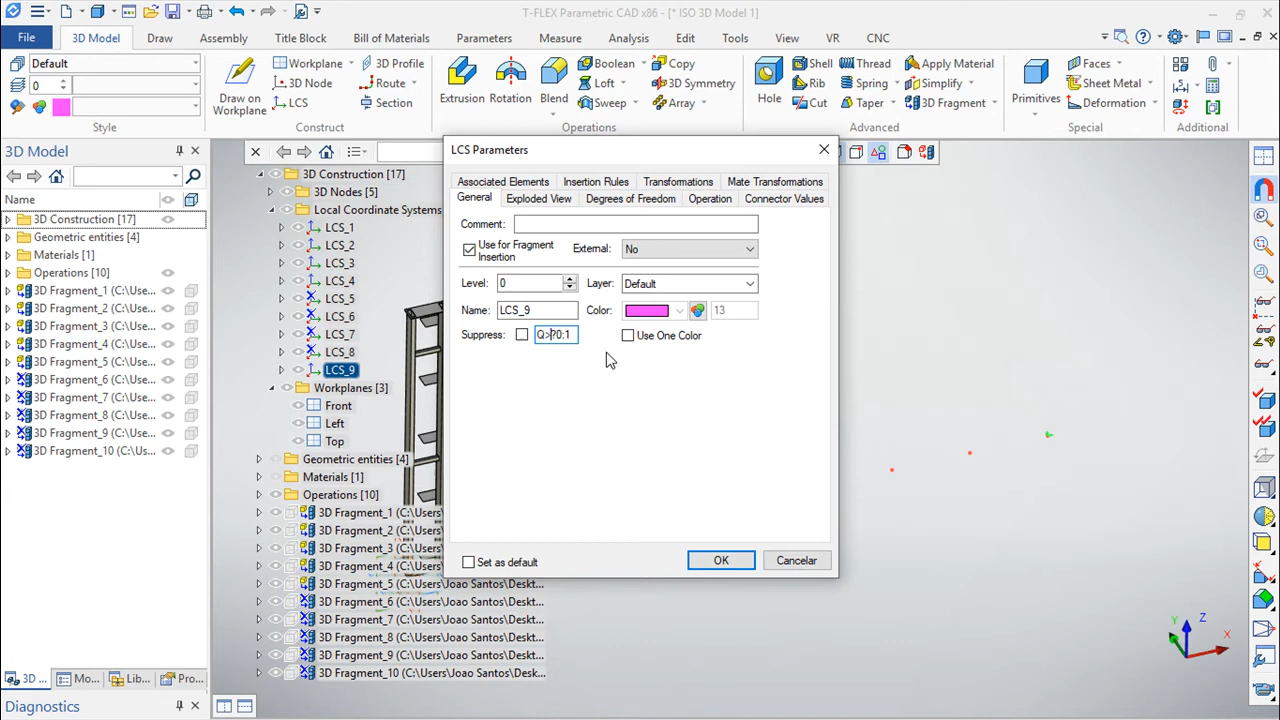 T-FLEX Parametric CAD x86 - [* ISO 3D Model 1]
File
3D Model
Draw
Assembly
Title Block
Bill of Materials
Parameters
Measure
Analysis
Edit
Tools
View
VR
CNC
Default
0
Style
Draw on
Workplane
Workplane
3D Node
LCS
3D Profile
Route
Section
Construct
Extrusion
Rotation
Blend
Boolean
Loft
Sweep
Copy
3D Symmetry
Array
Operations
Hole
Shell
Rib
Cut
Thread
Spring
Taper
Apply Material
Simplify
3D Fragment
Advanced
Primitives
Faces
Sheet Metal
Deformation
Special
Additional
3D Model
Name
3D Construction [17]
Geometric entities [4]
Materials [1]
Operations [10]
3D Fragment_1 (C:\Use...
3D Fragment_2 (C:\Use...
3D Fragment_3 (C:\Use...
3D Fragment_4 (C:\Use...
3D Fragment_5 (C:\Use...
3D Fragment_6 (C:\Use...
3D Fragment_7 (C:\Use...
3D Fragment_8 (C:\Use...
3D Fragment_9 (C:\Use...
3D Fragment_10 (C:\Us...
3D ...
Mo...
Lib...
Pro...
Diagnostics
3D Construction [17]
3D Nodes [5]
Local Coordinate Systems
LCS_1
LCS_2
LCS_3
LCS_4
LCS_5
LCS_6
LCS_7
LCS_8
LCS_9
Workplanes [3]
Front
Left
Top
Geometric entities [4]
Materials [1]
Operations [10]
3D Fragment_1 (C:\Users\
3D Fragment_2 (C:\Users\
3D Fragment_3 (C:\Users\
3D Fragment_4 (C:\Users\
3D Fragment_5 (C:\Users\Joao Santos\Deskt...
3D Fragment_6 (C:\Users\Joao Santos\Deskt...
3D Fragment_7 (C:\Users\Joao Santos\Deskt...
3D Fragment_8 (C:\Users\Joao Santos\Deskt...
3D Fragment_9 (C:\Users\Joao Santos\Deskt...
3D Fragment_10 (C:\Users\Joao Santos\Desk...
LCS Parameters
Associated Elements
Insertion Rules
Transformations
Mate Transformations
General
Exploded View
Degrees of Freedom
Operation
Connector Values
Comment:
Use for Fragment
Insertion
External:
No
Level:
0
Layer:
Default
Name:
LCS_9
Color:
13
Suppress:
Q>?0:1
Use One Color
Set as default
OK
Cancelar
Z
Y
X